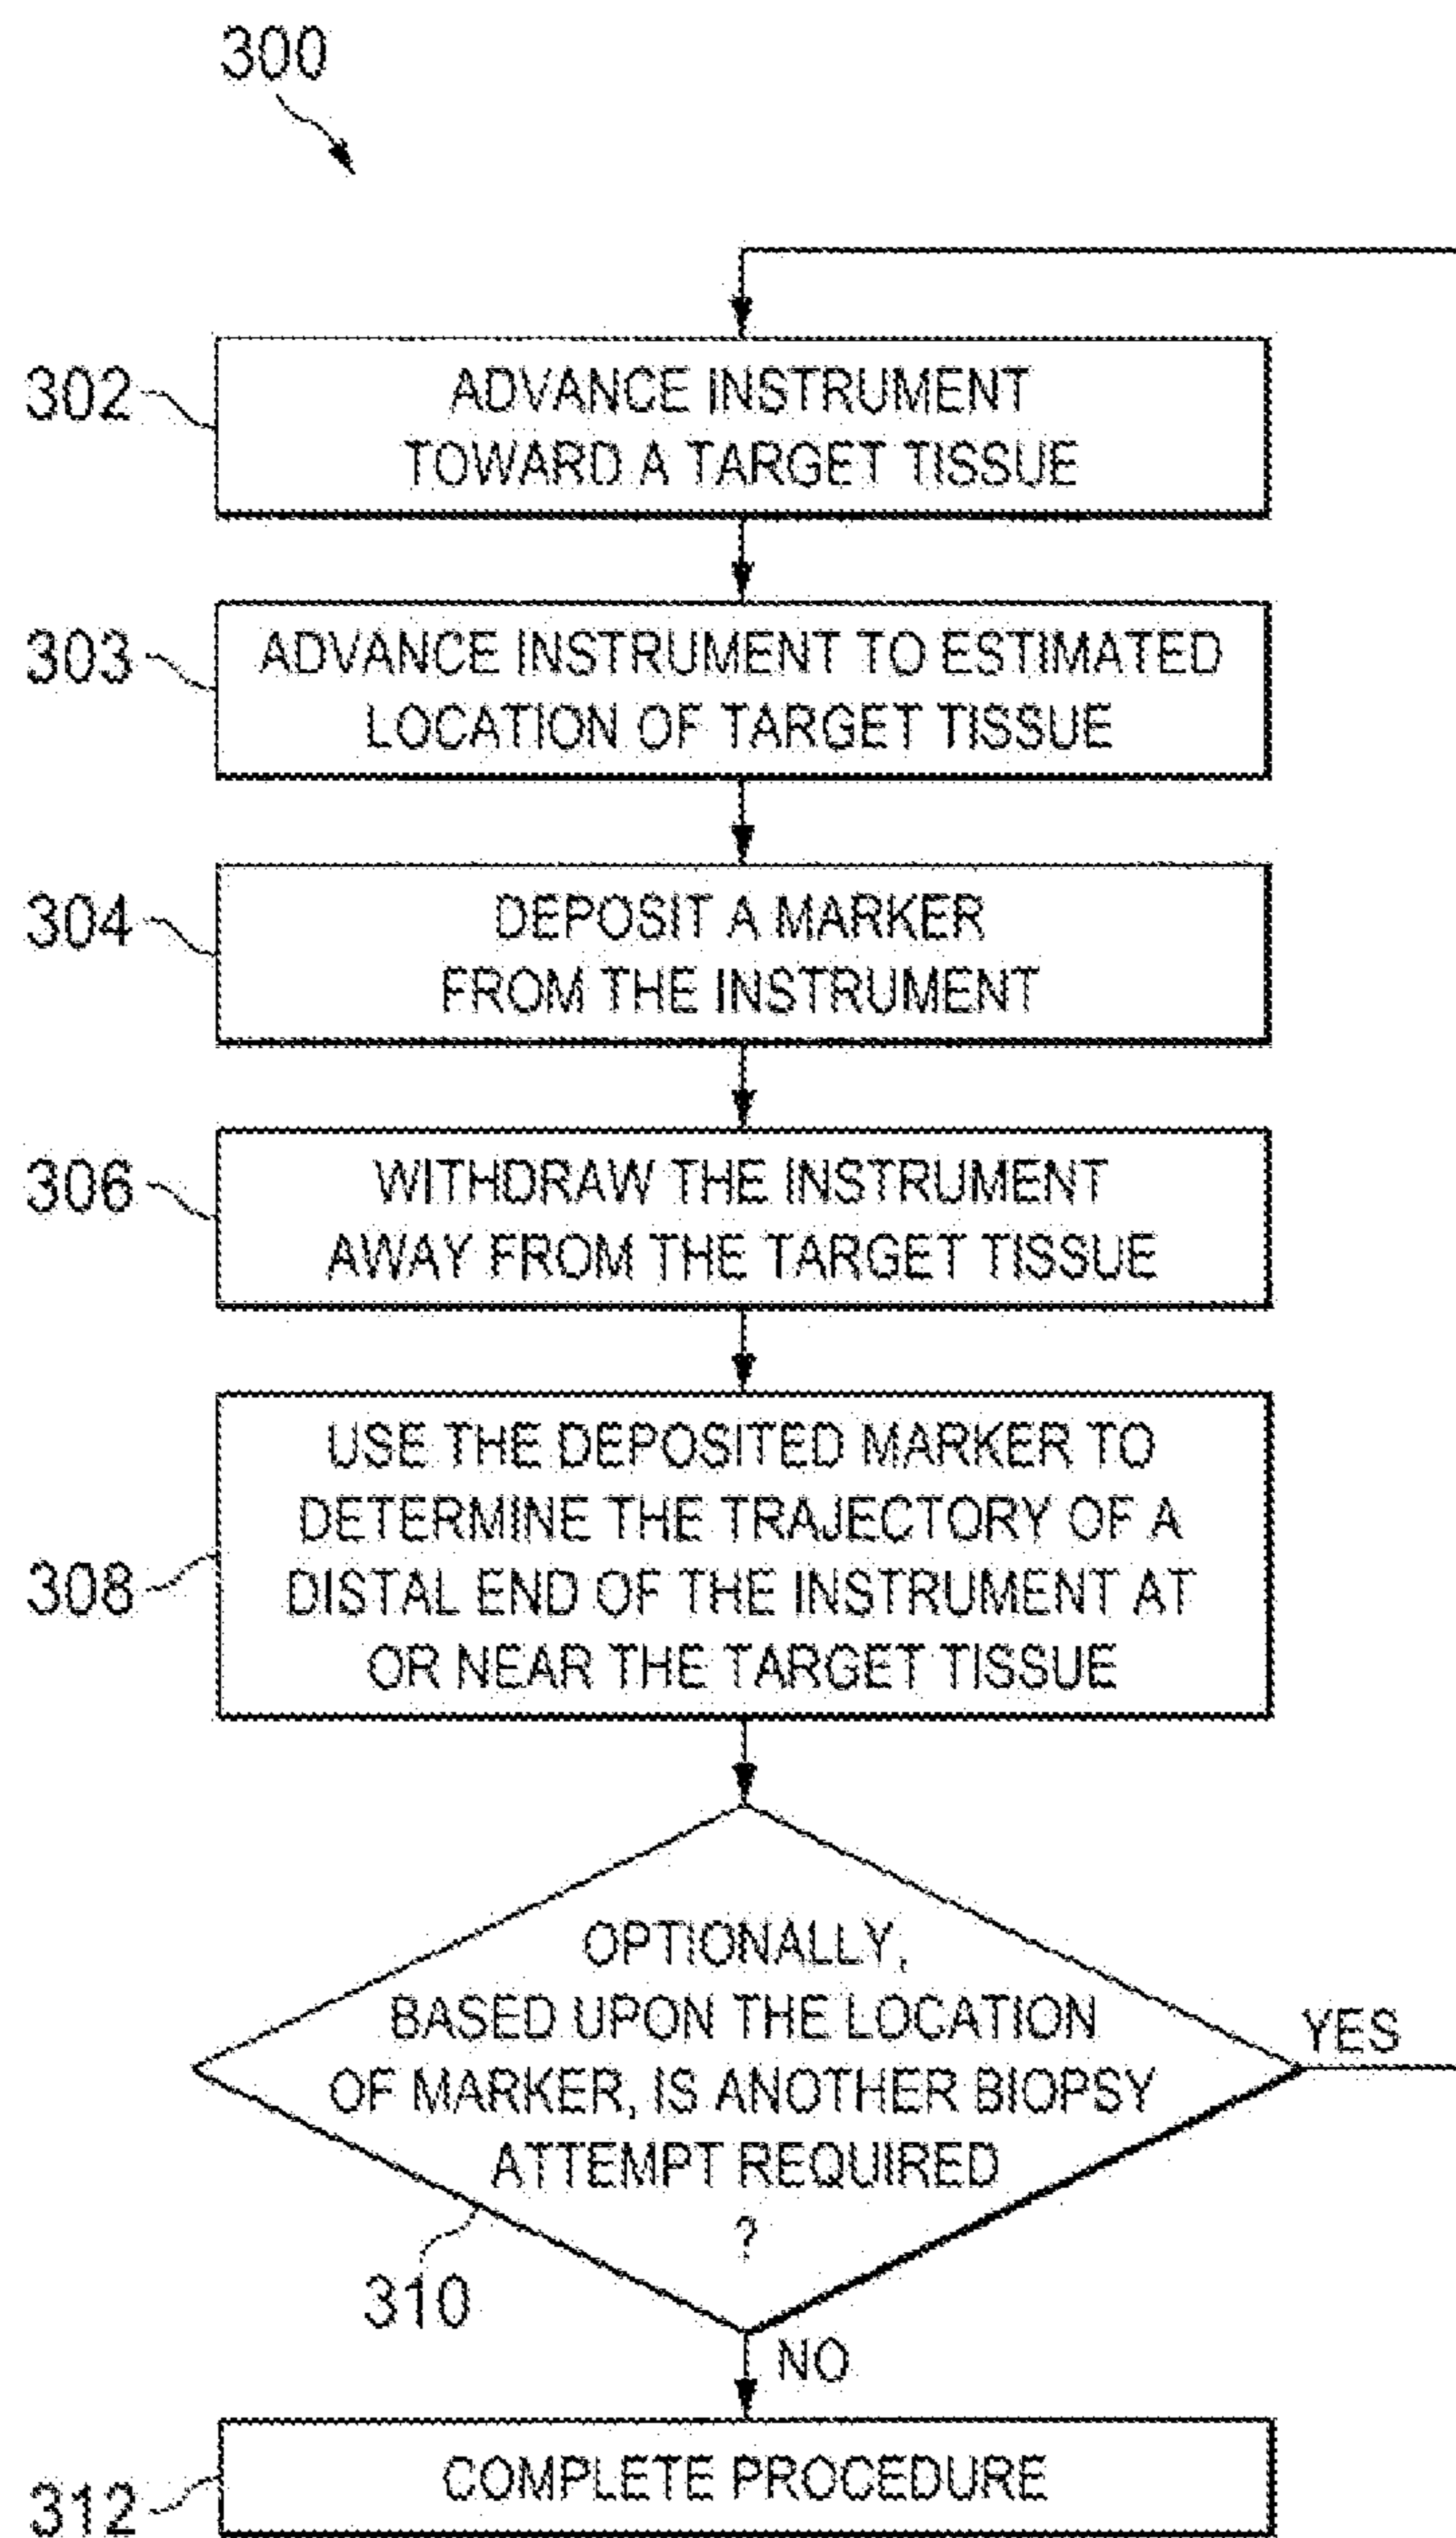 300
302
ADVANCE INSTRUMENT
TOWARD A TARGET TISSUE
303
ADVANCE INSTRUMENT TO ESTIMATED
LOCATION OF TARGET TISSUE
304
DEPOSIT A MARKER
FROM THE INSTRUMENT
306
WITHDRAW THE INSTRUMENT
AWAY FROM THE TARGET TISSUE
308
USE THE DEPOSITED MARKER TO
DETERMINE THE TRAJECTORY OF A
DISTAL END OF THE INSTRUMENT AT
OR NEAR THE TARGET TISSUE
OPTIONALLY,
BASED UPON THE LOCATION
OF MARKER, IS ANOTHER BIOPSY
ATTEMPT REQUIRED
?
YES
310
NO
312
COMPLETE PROCEDURE